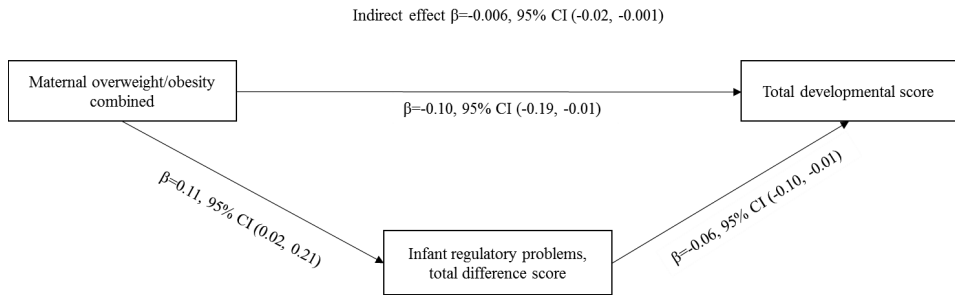 Indirect effect β=-0.006, 95% CI (-0.02, -0.001)
Maternal overweight/obesity
combined
β=-0.10, 95% CI (-0.19, -0.01)
Total developmental score
β=0.11, 95% CI (0.02, 0.21)
β=-0.06, 95% CI (-0.10, -0.01)
Infant regulatory problems,
total difference score